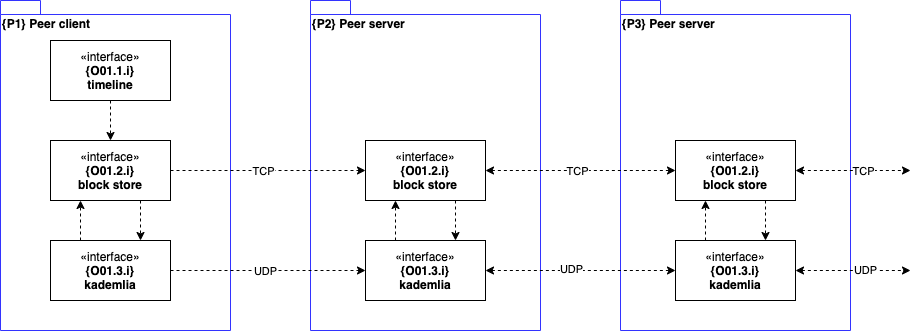 {P1} Peer client
{P2} Peer server
{P3} Peer server
«interface»
{O01.1.i}
timeline
«interface»
{O01.2.i}
block store
TCP
«interface»
{O01.2.i}
block store
TCP
«interface»
{O01.2.i}
block store
TCP
«interface»
{O01.3.i}
kademlia
UDP
«interface»
{O01.3.i}
kademlia
UDP
«interface»
{O01.3.i}
kademlia
UDP